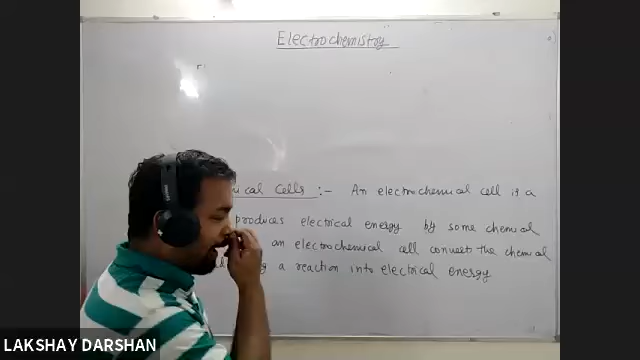 Electrochemistry
ical Cells :- An electrochemical cell is a
produces electrical energy by some chemical
an electrochemical cell convert the chemical
a reaction into electrical energy
LAKSHAY DARSHAN